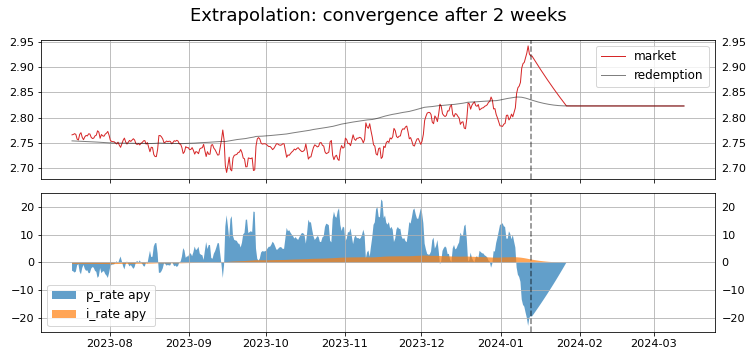 Extrapolation: convergence after 2 weeks
2.95 2.95
2.90 2.90
2.85 2.85
2.80 2.80
2.75 2.75
2.70 2.70
market
redemption
20 20
10 10
0 0
−10 −10
−20 −20
p_rate apy
i_rate apy
2023-08 2023-09 2023-10 2023-11 2023-12 2024-01 2024-02 2024-03